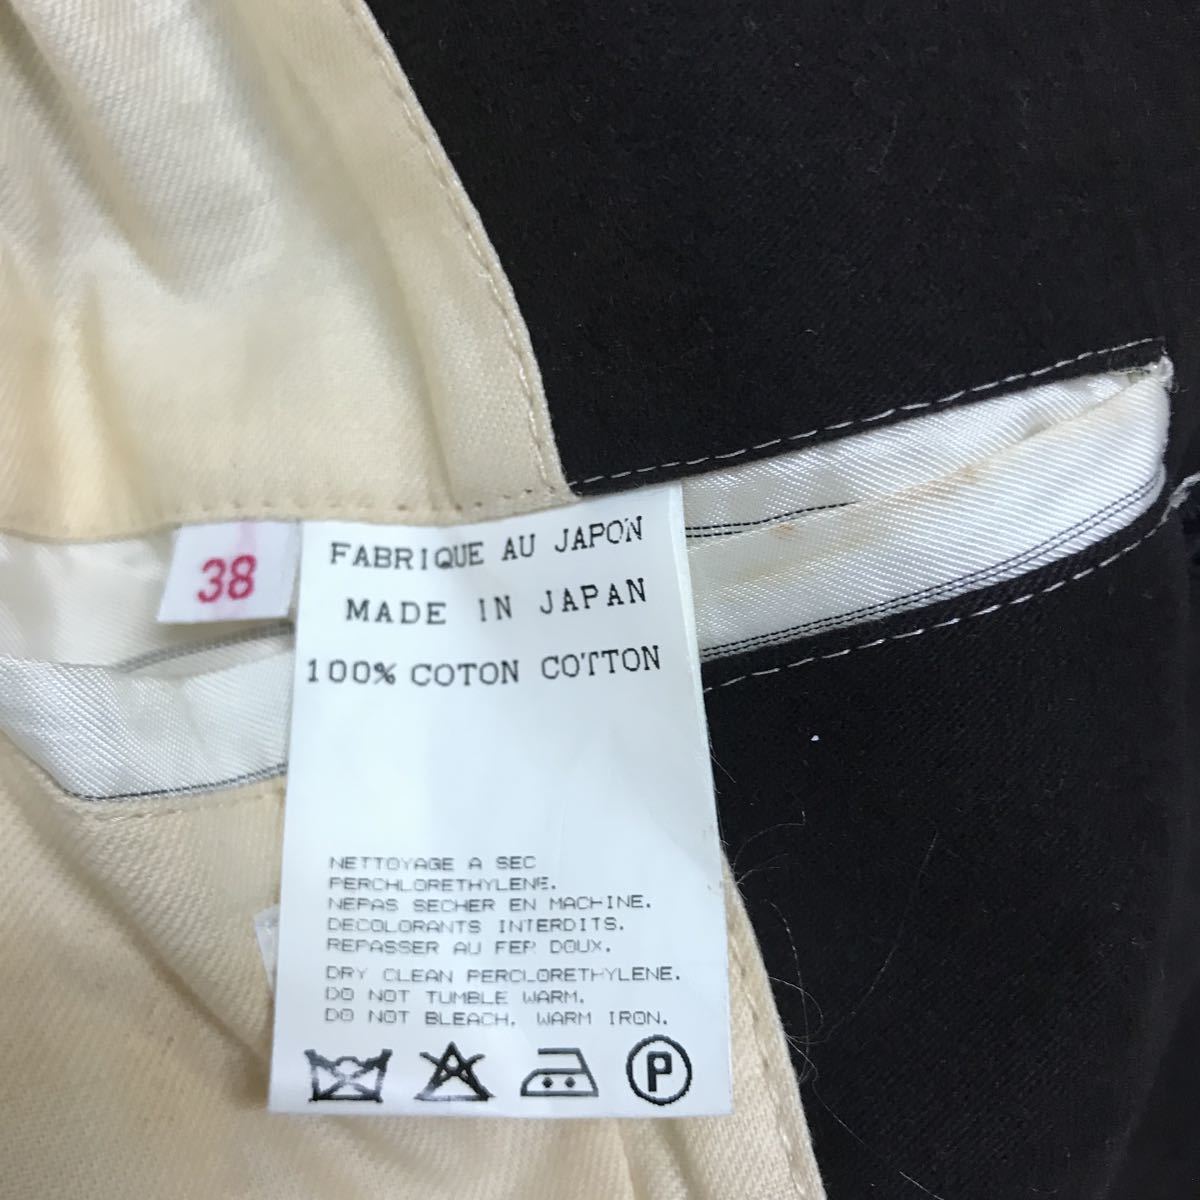 38
FABRIQUE AU JAPON
MADE IN JAPAN
100% COTON COTTON
NETTOYAGE A SEC
PERCHLORETHYLENE.
NEPAS SECHER EN MACHINE.
DECOLORANTS INTERDITS.
REPASSER AU FER DOUX.
DRY CLEAN PERCLORETHYLENE.
DO NOT TUMBLE WARM.
DO NOT BLEACH. WARM IRON.
P